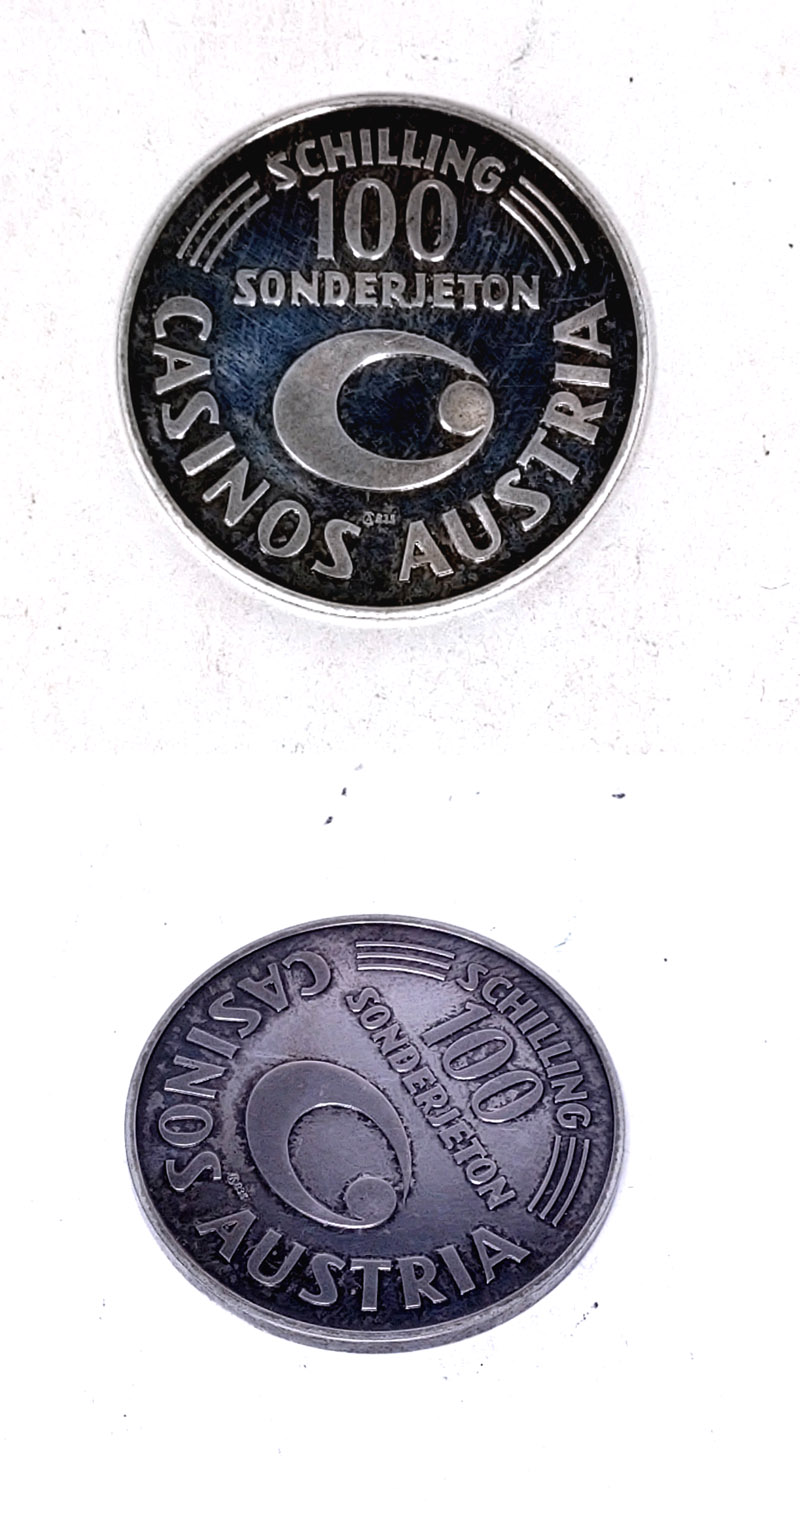 SCHILLING
100
SONDERJETON
CASINOS AUSTRIA
SCHILLING
100
SONDERJETON
CASINOS AUSTRIA